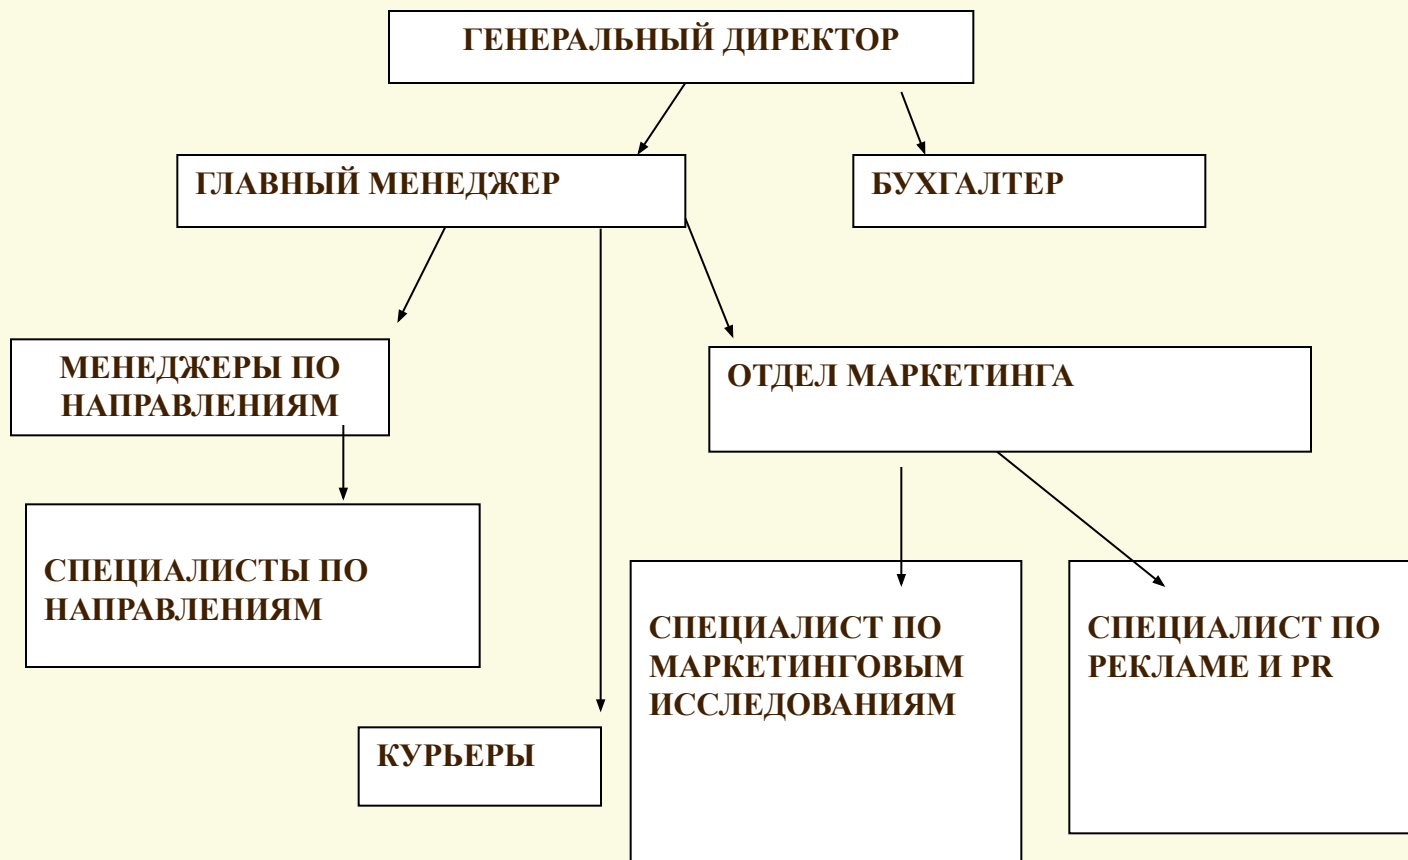 ГЕНЕРАЛЬНЫЙ ДИРЕКТОР
ГЛАВНЫЙ МЕНЕДЖЕР
БУХГАЛТЕР
МЕНЕДЖЕРЫ ПО
НАПРАВЛЕНИЯМ
ОТДЕЛ МАРКЕТИНГА
СПЕЦИАЛИСТЫ ПО
НАПРАВЛЕНИЯМ
СПЕЦИАЛИСТ ПО
МАРКЕТИНГОВЫМ
ИССЛЕДОВАНИЯМ
СПЕЦИАЛИСТ ПО
РЕКЛАМЕ И PR
КУРЬЕРЫ